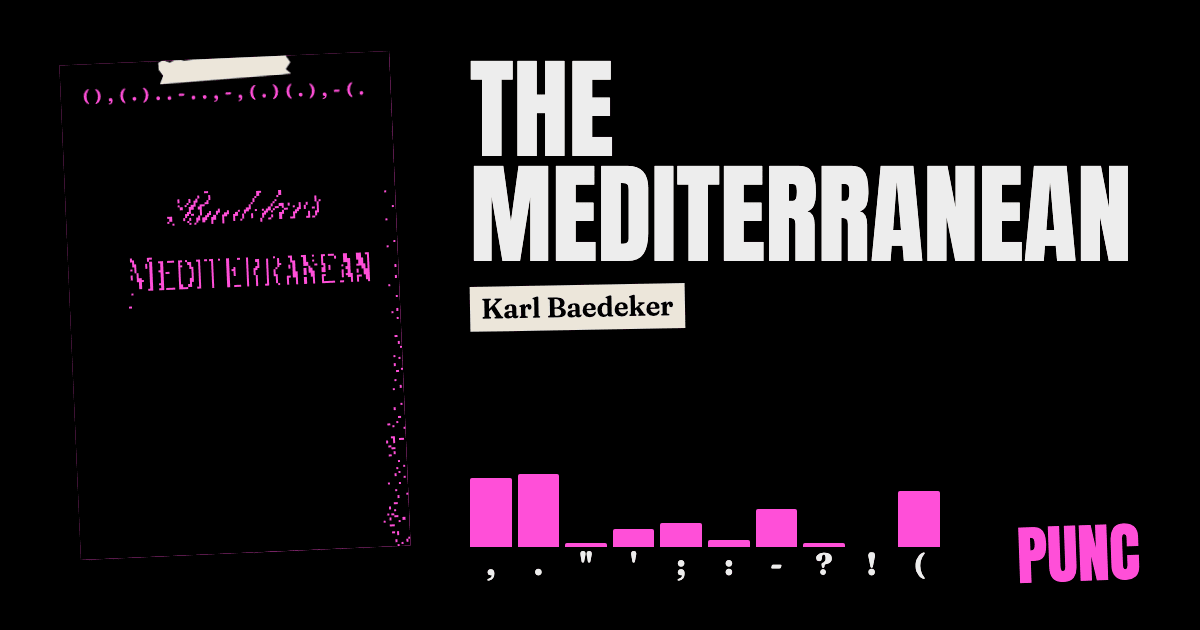 (),(.)..-..,-,(.)(.),-(.
Baedekers
MEDITERRANEAN
THE
MEDITERRANEAN
Karl Baedeker
, . " ' ; : - ? ! (
PUNC